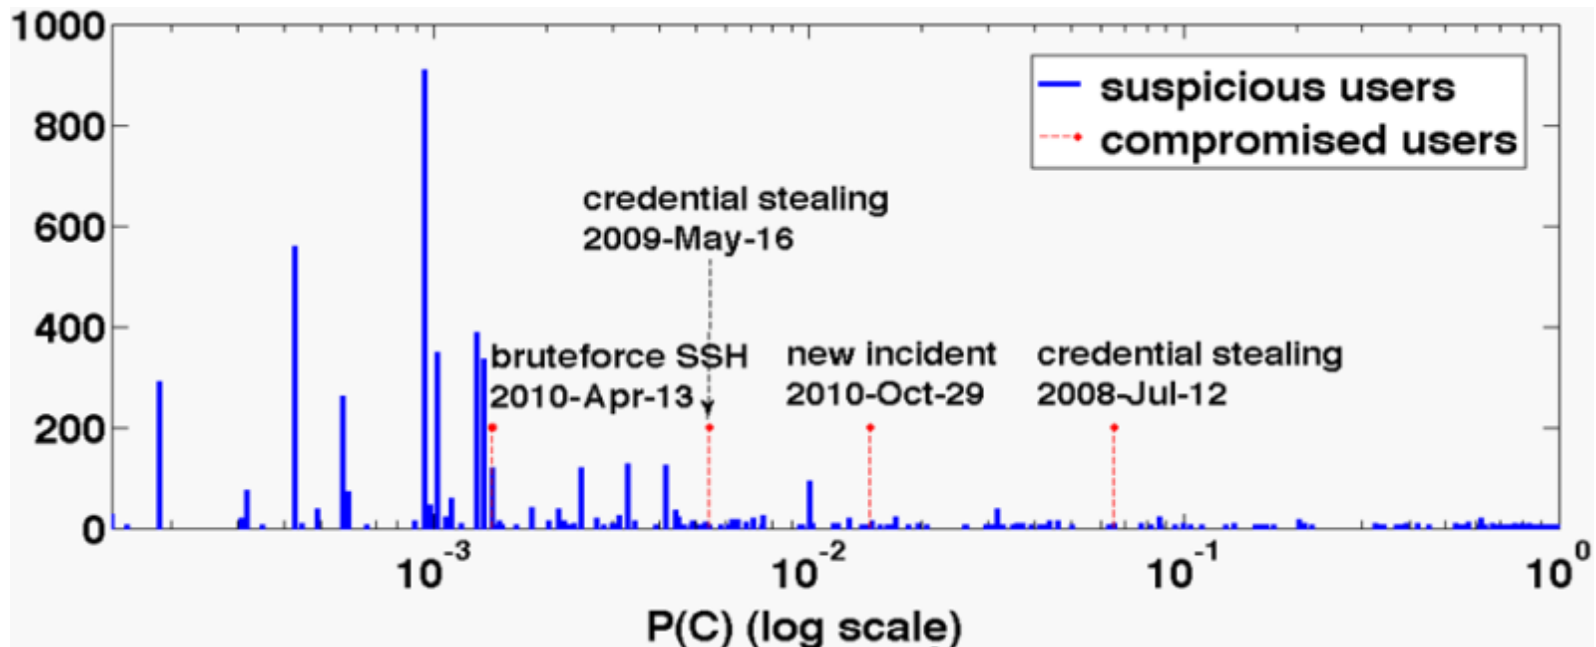 1000
800
600
400
200
0
suspicious users
compromised users
credential stealing
2009-May-16
bruteforce SSH
2010-Apr-13
new incident
2010-Oct-29
credential stealing
2008-Jul-12
10^-3
10^-2
10^-1
10^0
P(C) (log scale)